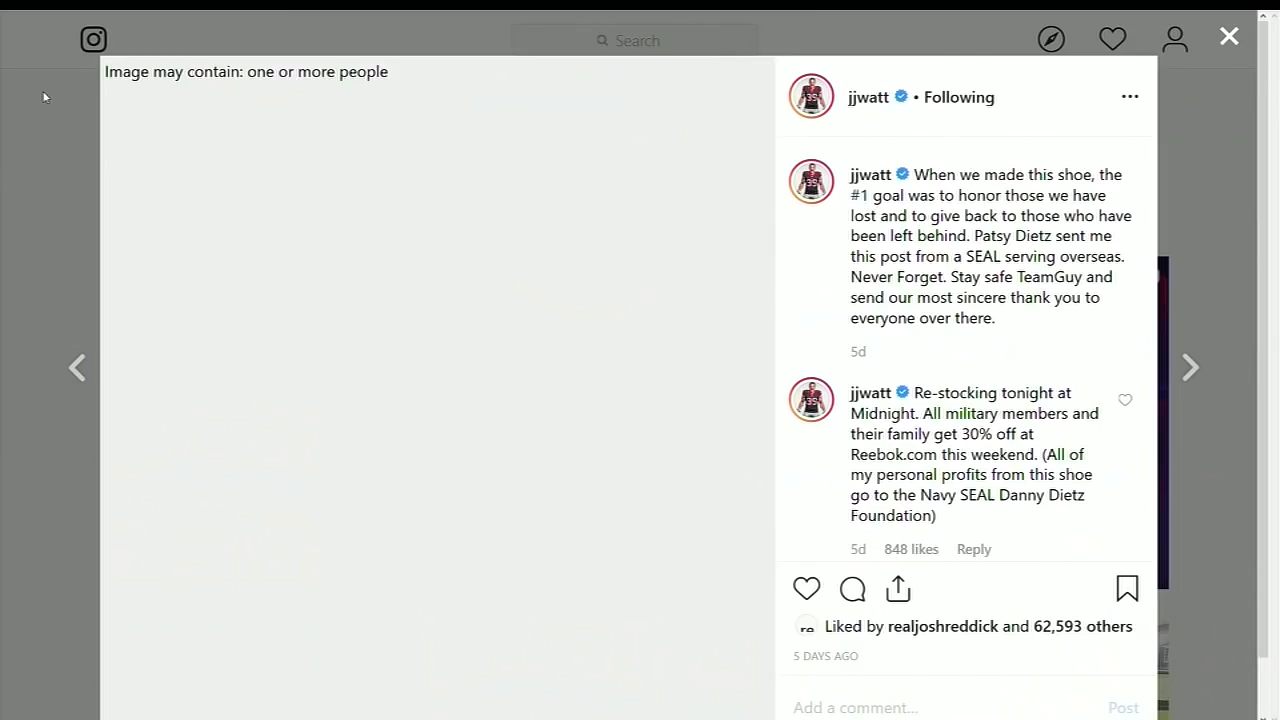 Search
Image may contain: one or more people
jjwatt • Following
jjwatt When we made this shoe, the
#1 goal was to honor those we have
lost and to give back to those who have
been left behind. Patsy Dietz sent me
this post from a SEAL serving overseas.
Never Forget. Stay safe TeamGuy and
send our most sincere thank you to
everyone over there.
5d
jjwatt Re-stocking tonight at
Midnight. All military members and
their family get 30% off at
Reebok.com this weekend. (All of
my personal profits from this shoe
go to the Navy SEAL Danny Dietz
Foundation)
5d 848 likes Reply
Liked by realjoshreddick and 62,593 others
5 DAYS AGO
Add a comment... Post